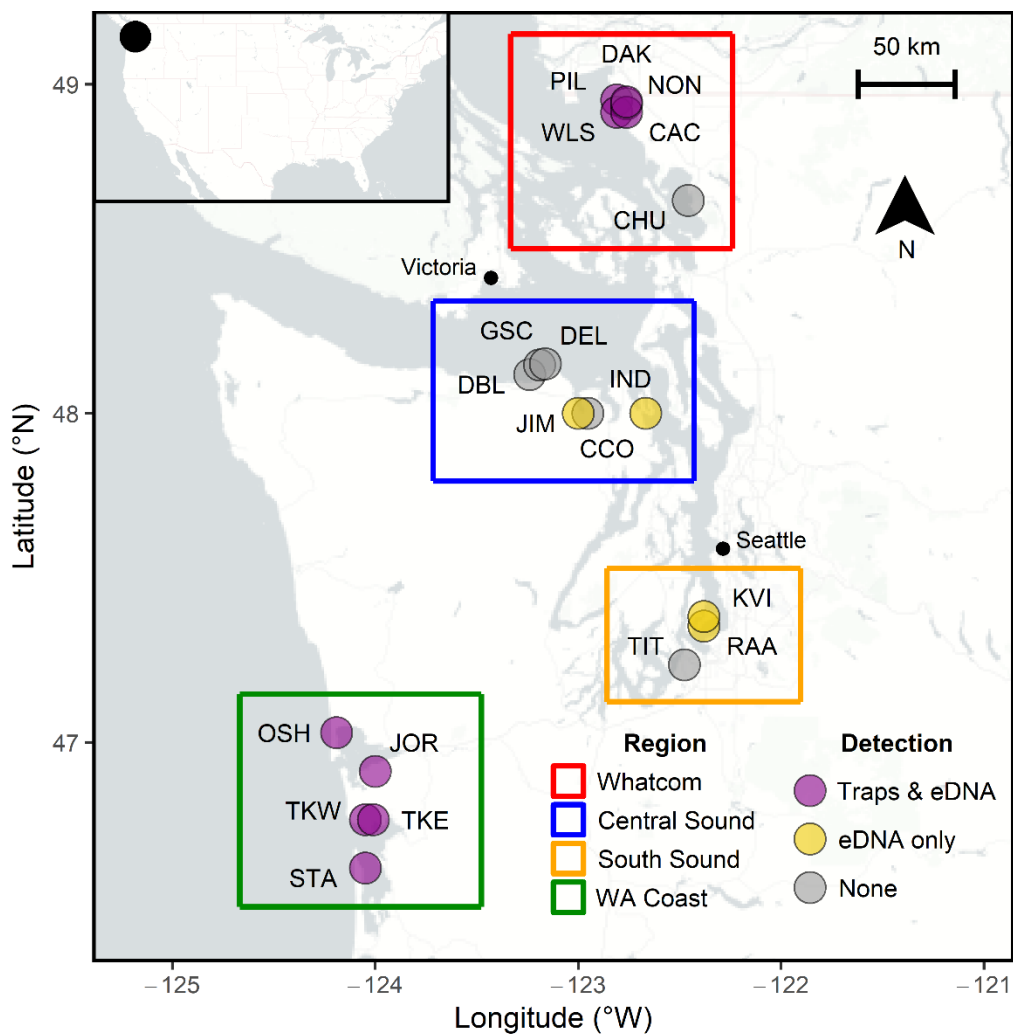 50 km
DAK
PIL
NON
WLS
CAC
CHU
N
Victoria
GSC
DEL
DBL
IND
JIM
CCO
Seattle
KVI
TIT
RAA
OSH
JOR
TKW
TKE
STA
Region
Whatcom
Central Sound
South Sound
WA Coast
Detection
Traps & eDNA
eDNA only
None
49
48
47
Latitude (°N)
−125
−124
−123
−122
−121
Longitude (°W)